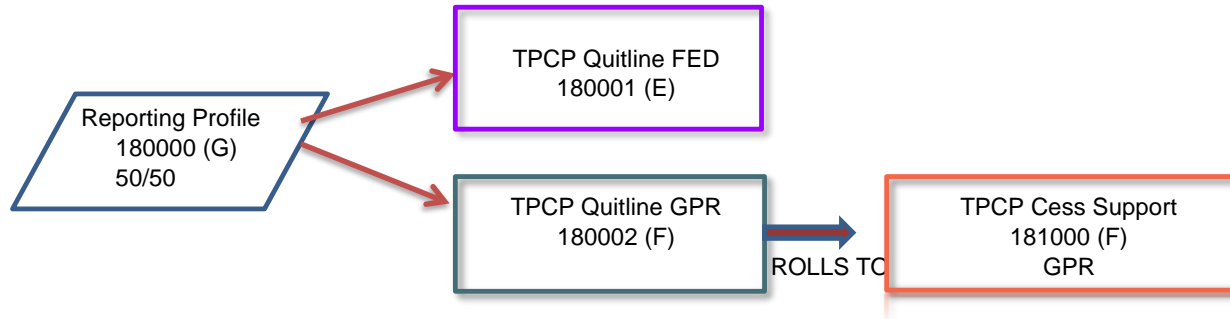 Reporting Profile
180000 (G)
50/50
TPCP Quitline FED
180001 (E)
TPCP Quitline GPR
180002 (F)
ROLLS TO
TPCP Cess Support
181000 (F)
GPR